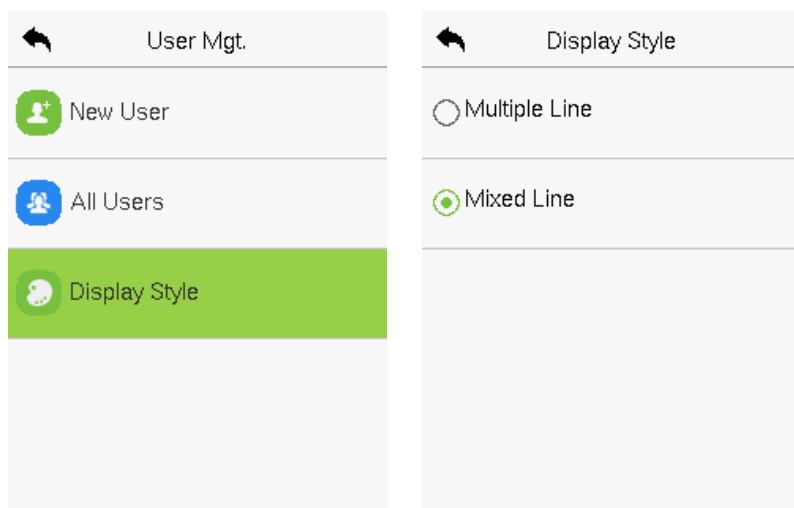 User Mgt.
New User
All Users
Display Style
Display Style
Multiple Line
Mixed Line